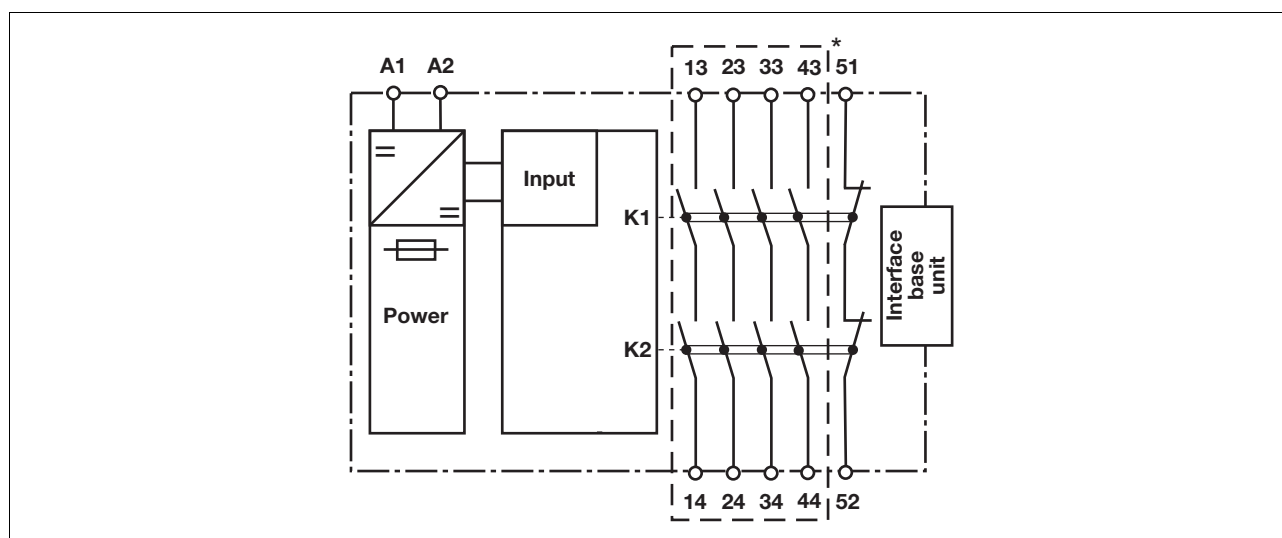 *
A1 A2 13 23 33 43 51
Input
K1
Interface
base
unit
Power
K2
14 24 34 44 52